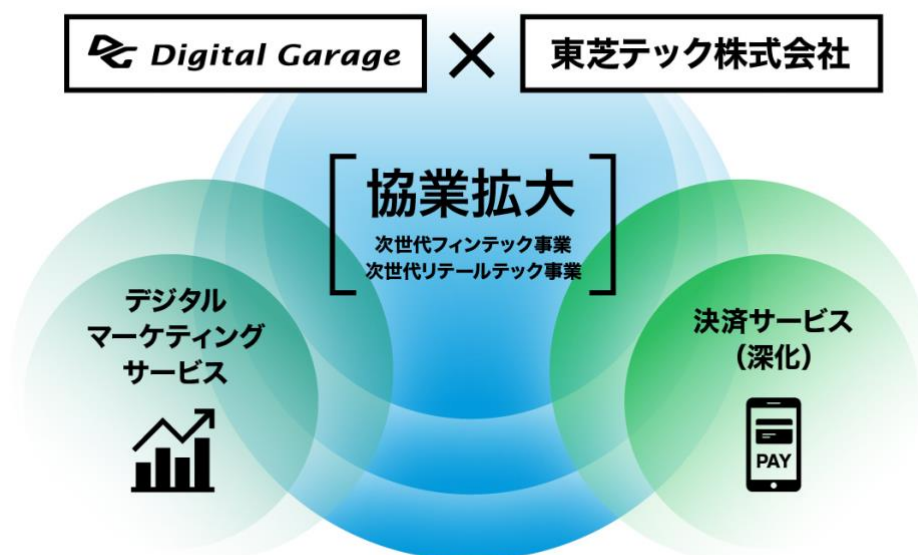 DG Digital Garage × 東芝テック株式会社
協業拡大
次世代フィンテック事業
次世代リテールテック事業
デジタル
マーケティング
サービス
決済サービス
（深化）
PAY